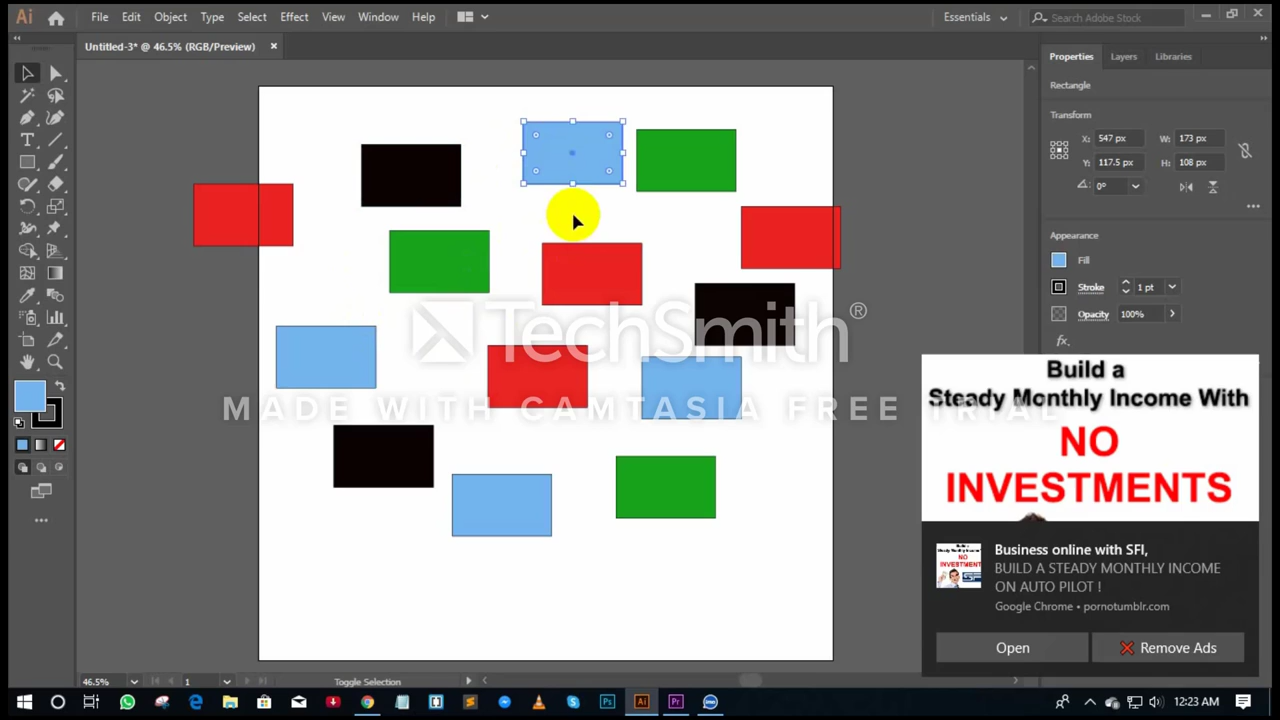 Ai File Edit Object Type Select Effect View Window Help Essentials Search Adobe Stock
Untitled-3* @ 46.5% (RGB/Preview) ×
Properties Layers Libraries
Rectangle
Transform
X: 547 px W: 173 px
Y: 117.5 px H: 108 px
0°
Appearance
Fill
Stroke 1 pt
Opacity 100%
fx.
TechSmith®
MADE WITH CAMTASIA FREE TRIAL
Build a
Steady Monthly Income With
NO
INVESTMENTS
Business online with SFI,
BUILD A STEADY MONTHLY INCOME
ON AUTO PILOT !
Google Chrome • pornotumblr.com
Open Remove Ads
46.5% 1 Toggle Selection
Ps Ai Pr 12:23 AM